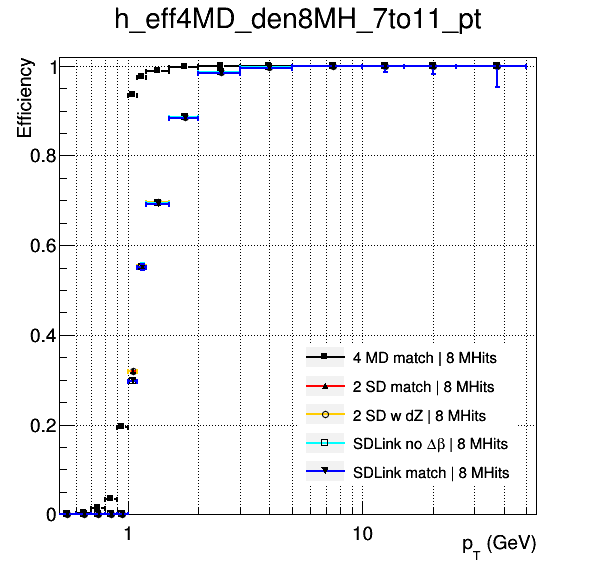 h_eff4MD_den8MH_7to11_pt
Efficiency
1
0.8
0.6
0.4
0.2
0
4 MD match | 8 MHits
2 SD match | 8 MHits
2 SD w dZ | 8 MHits
SDLink no Δβ | 8 MHits
SDLink match | 8 MHits
1 10
p_T (GeV)